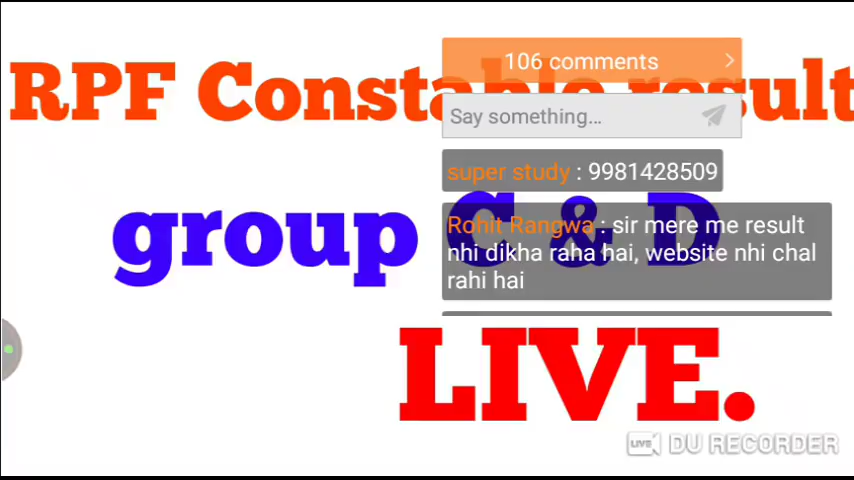 RPF Constable result
106 comments
Say something...
super study : 9981428509
group C & D
Rohit Rangwa : sir mere me result
nhi dikha raha hai, website nhi chal
rahi hai
LIVE.
LIVE DU RECORDER